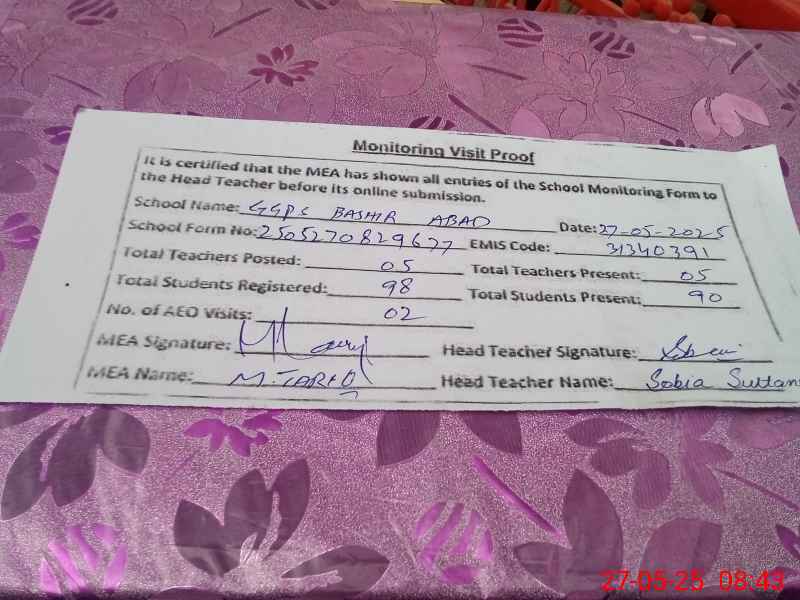 Monitoring Visit Proof
It is certified that the MEA has shown all entries of the School Monitoring Form to
the Head Teacher before its online submission.
School Name: GGPS BASHIR ABAD Date: 27-05-2025
School Form No: 2505270829677 EMIS Code: 31340391
Total Teachers Posted: 05 Total Teachers Present: 05
Total Students Registered: 98 Total Students Present: 90
No. of AEO Visits: 02
MEA Signature: Head Teacher Signature:
MEA Name: M. TARIQ Head Teacher Name: Sobia Sultana
27-05-25 08:43